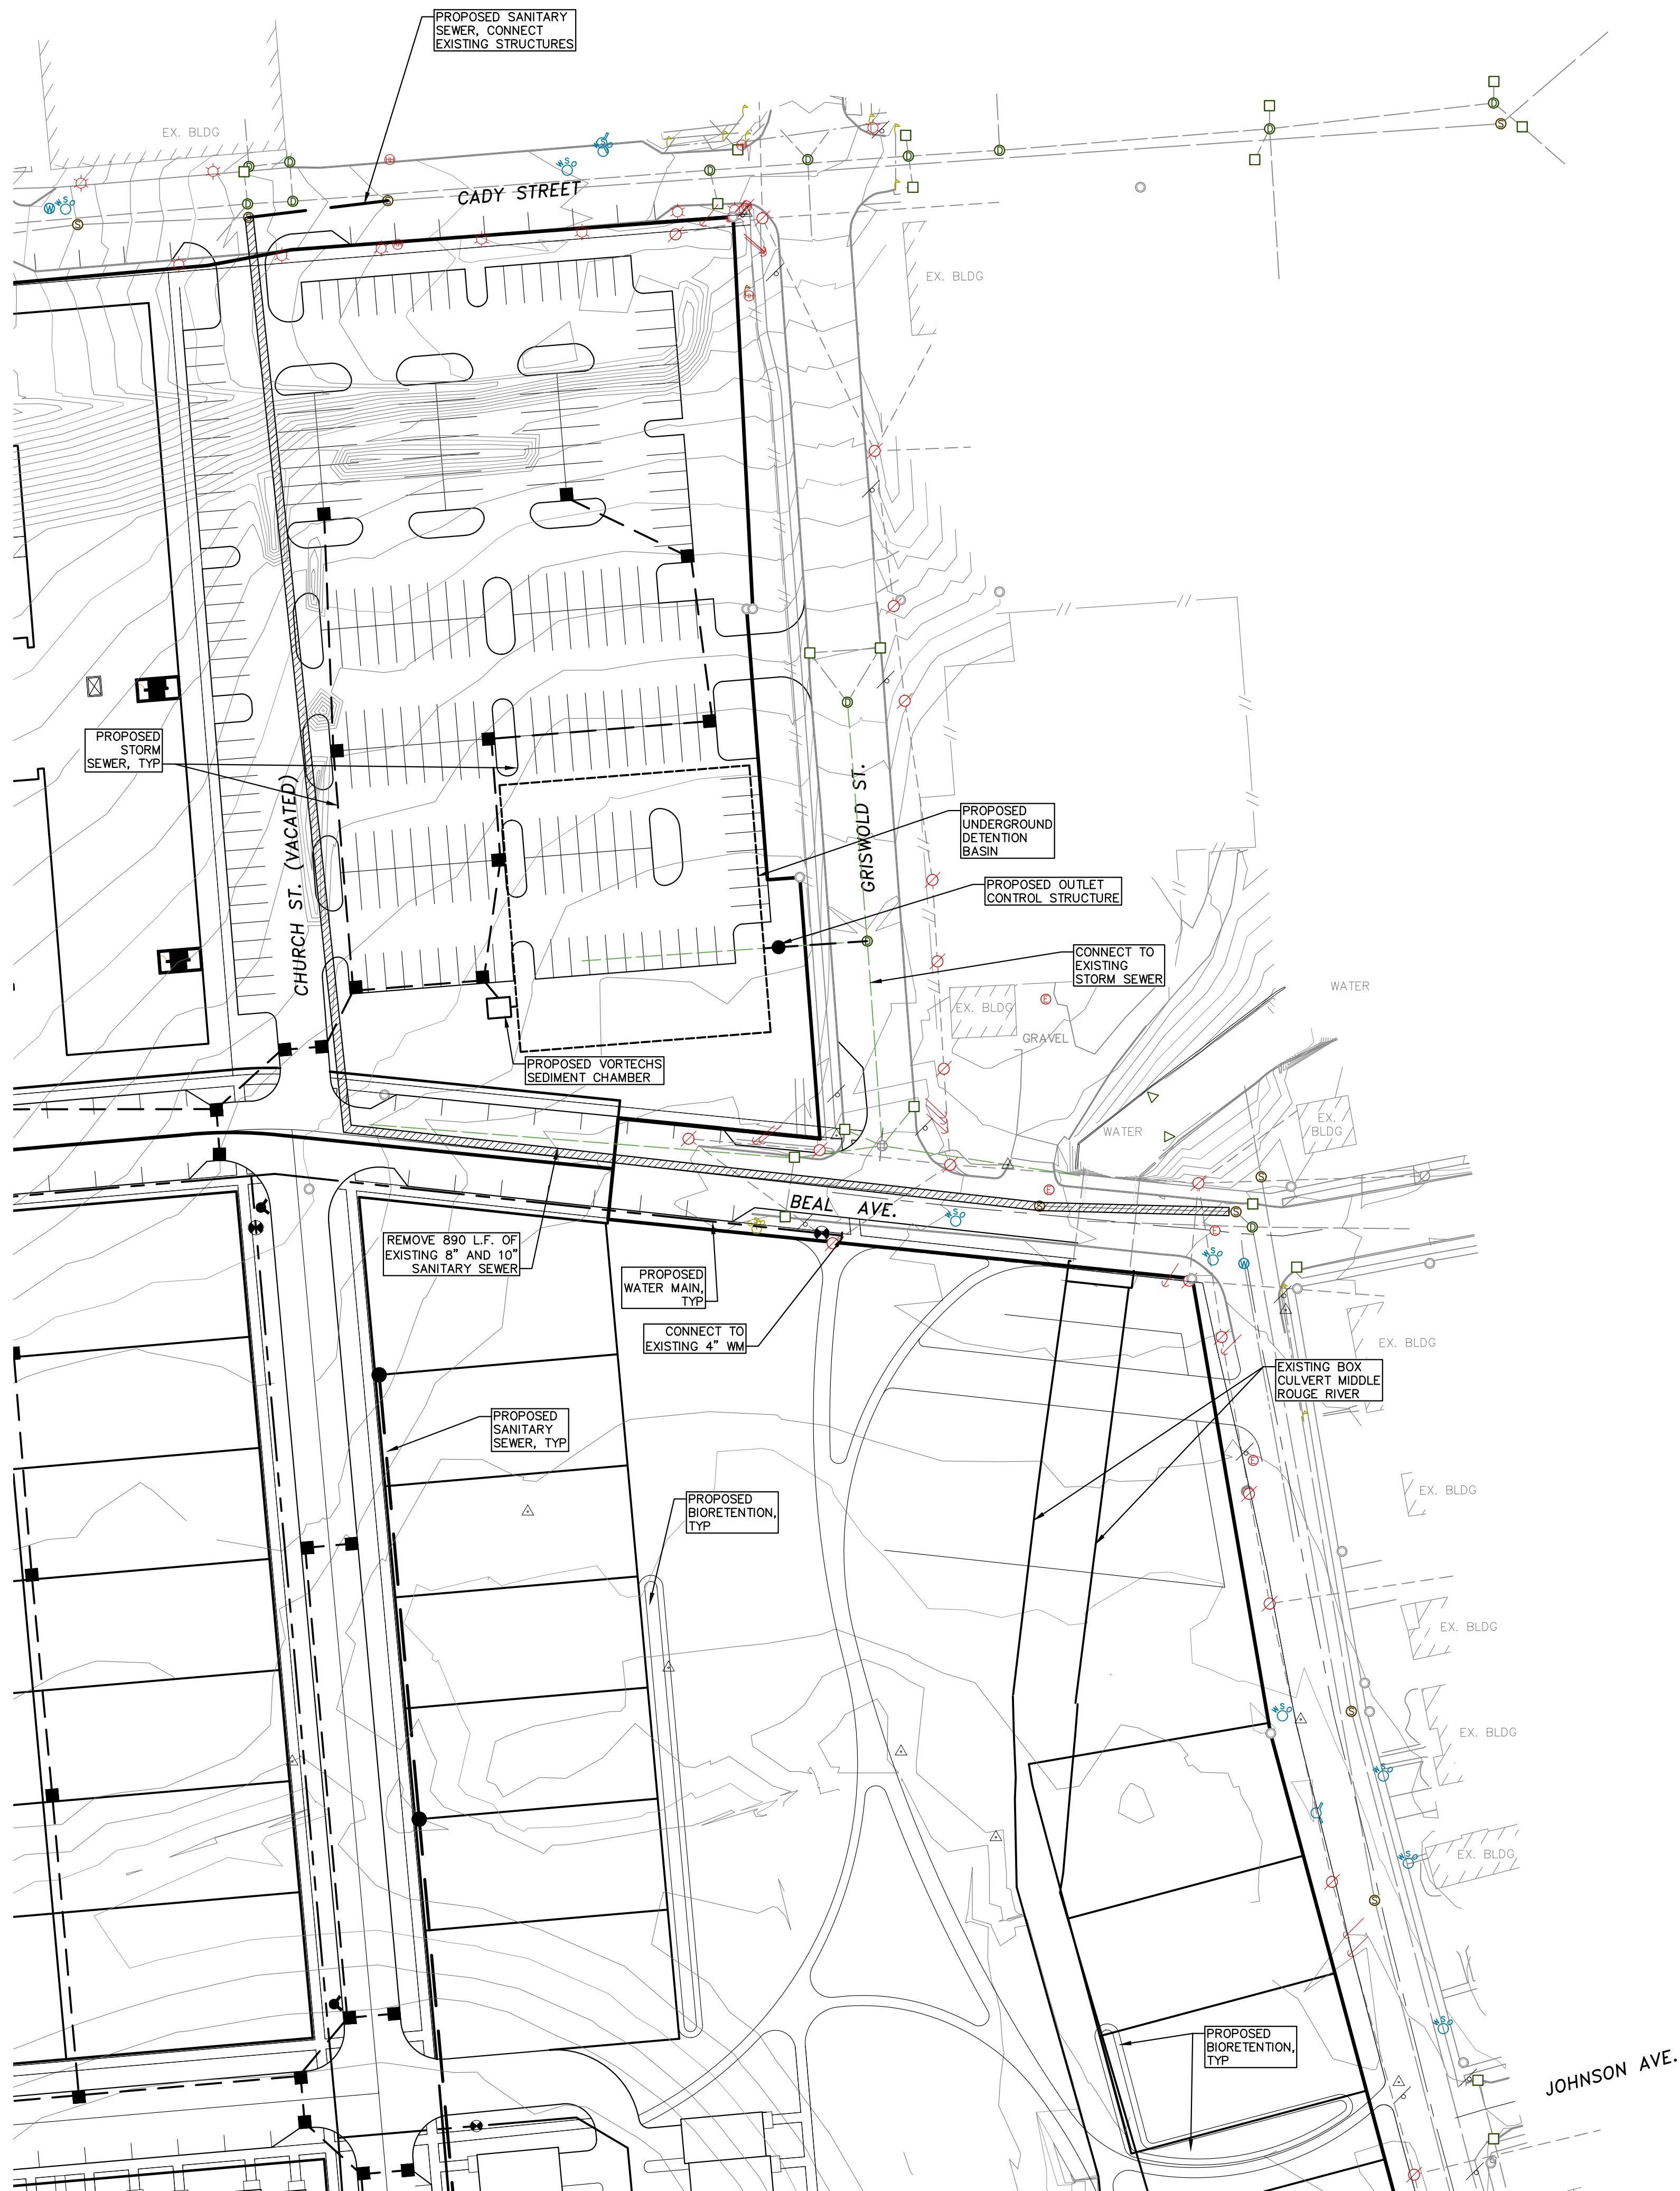 PROPOSED SANITARY
SEWER, CONNECT
EXISTING STRUCTURES
EX. BLDG
CADY STREET
EX. BLDG
PROPOSED
STORM
SEWER, TYP
CHURCH ST. (VACATED)
GRISWOLD ST.
PROPOSED
UNDERGROUND
DETENTION
BASIN
PROPOSED OUTLET
CONTROL STRUCTURE
CONNECT TO
EXISTING
STORM SEWER
WATER
EX. BLDG
GRAVEL
PROPOSED VORTECHS
SEDIMENT CHAMBER
EX.
BLDG
WATER
BEAL AVE.
REMOVE 890 L.F. OF
EXISTING 8" AND 10"
SANITARY SEWER
PROPOSED
WATER MAIN,
TYP
CONNECT TO
EXISTING 4" WM
EX. BLDG
EXISTING BOX
CULVERT MIDDLE
ROUGE RIVER
PROPOSED
SANITARY
SEWER, TYP
PROPOSED
BIORETENTION,
TYP
EX. BLDG
EX. BLDG
EX. BLDG
EX. BLDG
PROPOSED
BIORETENTION,
TYP
JOHNSON AVE.